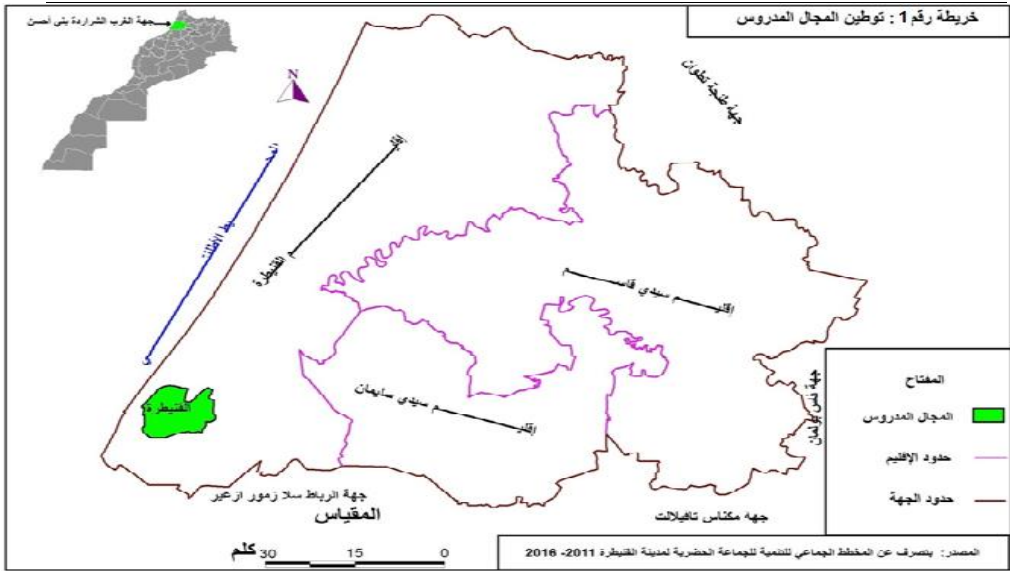 خريطة رقم 1 : توطين المجال المدروس
جهة الغرب الشراردة بني أحسن
N
جهة طنجة تطوان
إقليم القنيطرة
المحيط الأطلنتي
إقليم سيدي قاسم
إقليم سيدي سليمان
القنيطرة
جهة فاس بولمان
المفتاح
المجال المدروس
حدود الإقليم
حدود الجهة
جهة الرباط سلا زمور ازعير
جهة مكناس تافيلالت
المقياس
كلم 30 15 0
المصدر: بتصرف عن المخطط الجماعي للتنمية للجماعة الحضرية لمدينة القنيطرة 2011- 2016